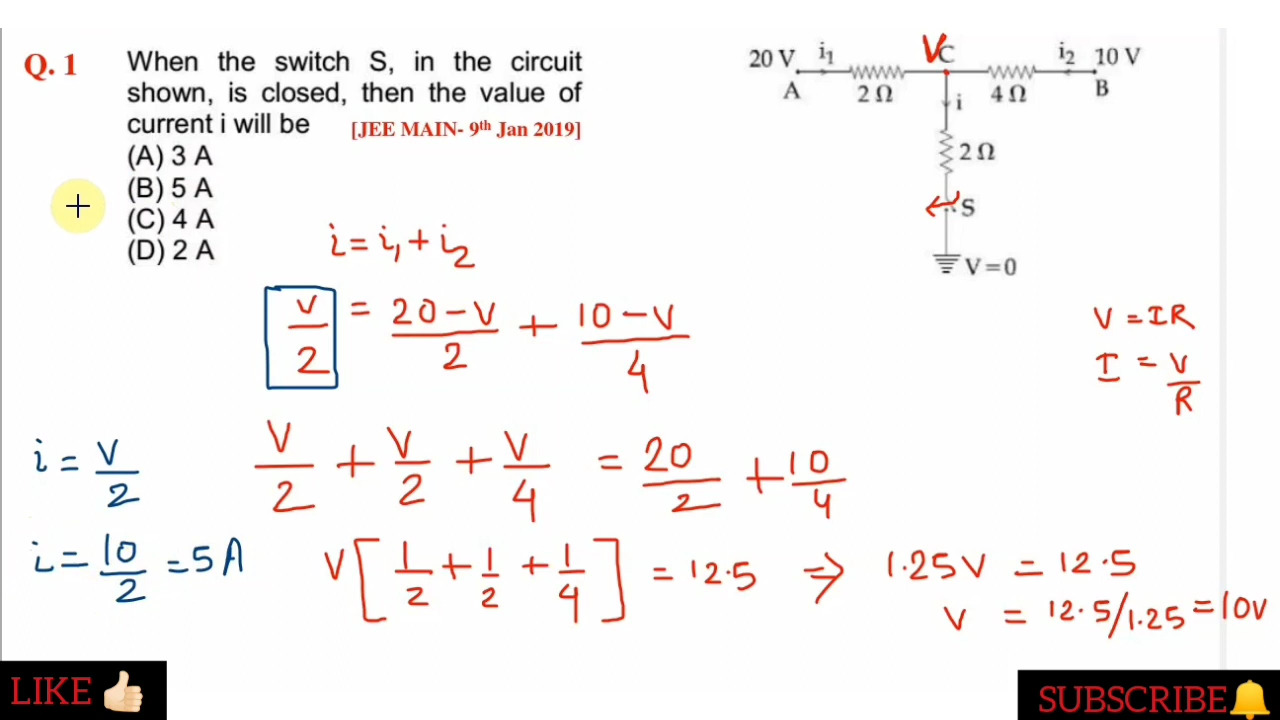 Q. 1
When the switch S, in the circuit
shown, is closed, then the value of
current i will be [JEE MAIN- 9th Jan 2019]
(A) 3 A
(B) 5 A
(C) 4 A
(D) 2 A
20 V i₁ V C i₂ 10 V
A 2 Ω i 4 Ω B
2 Ω
S
V=0
i = i₁ + i₂
V/2 = 20-V/2 + 10-V/4
V = IR
I = V/R
i = V/2
V/2 + V/2 + V/4 = 20/2 + 10/4
i = 10/2 = 5 A
V[1/2 + 1/2 + 1/4] = 12.5 ⇒ 1.25V = 12.5
V = 12.5/1.25 = 10V
LIKE
SUBSCRIBE